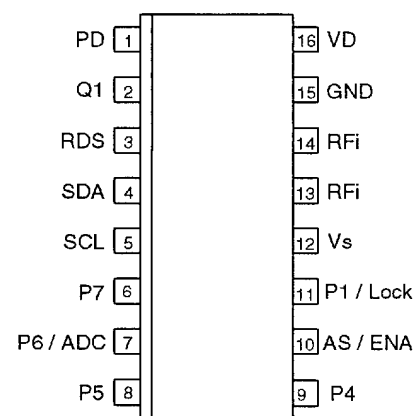 PD 1 16 VD
Q1 2 15 GND
RDS 3 14 RFi
SDA 4 13 RFi
SCL 5 12 Vs
P7 6 11 P1 / Lock
P6 / ADC 7 10 AS / ENA
P5 8 9 P4